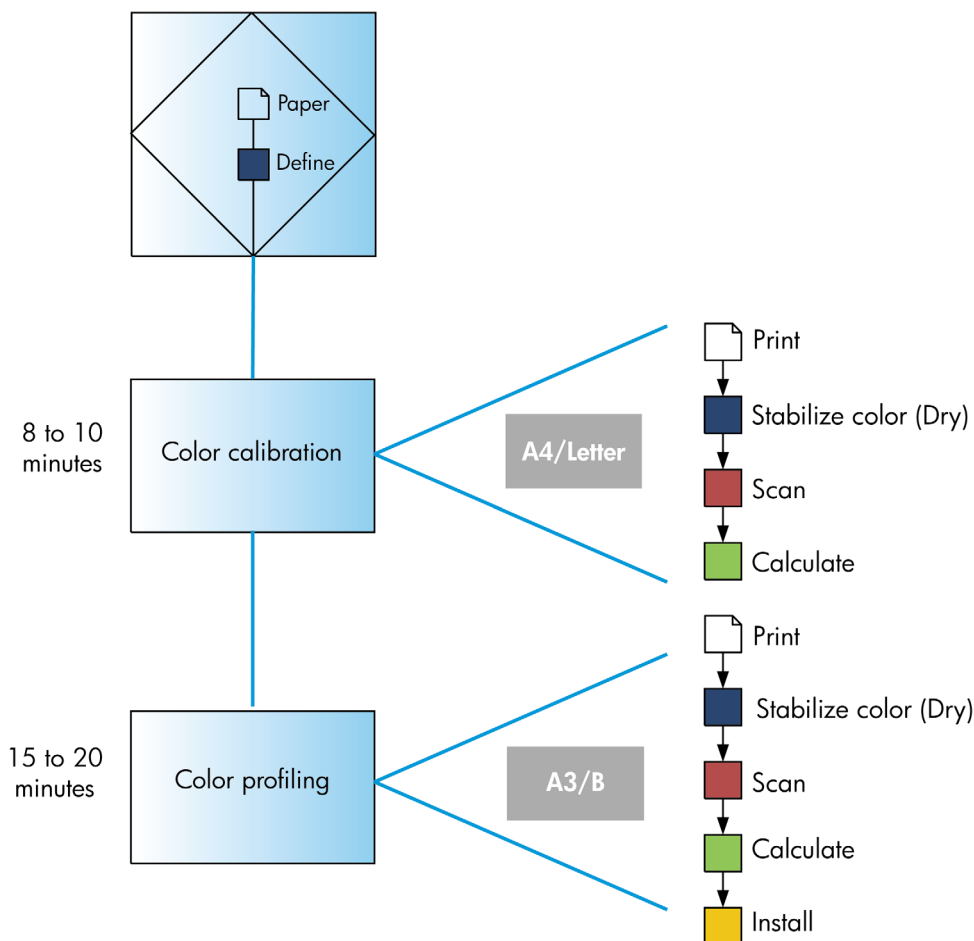 Paper
Define
8 to 10
minutes
Color calibration
A4/Letter
Print
Stabilize color (Dry)
Scan
Calculate
15 to 20
minutes
Color profiling
A3/B
Print
Stabilize color (Dry)
Scan
Calculate
Install